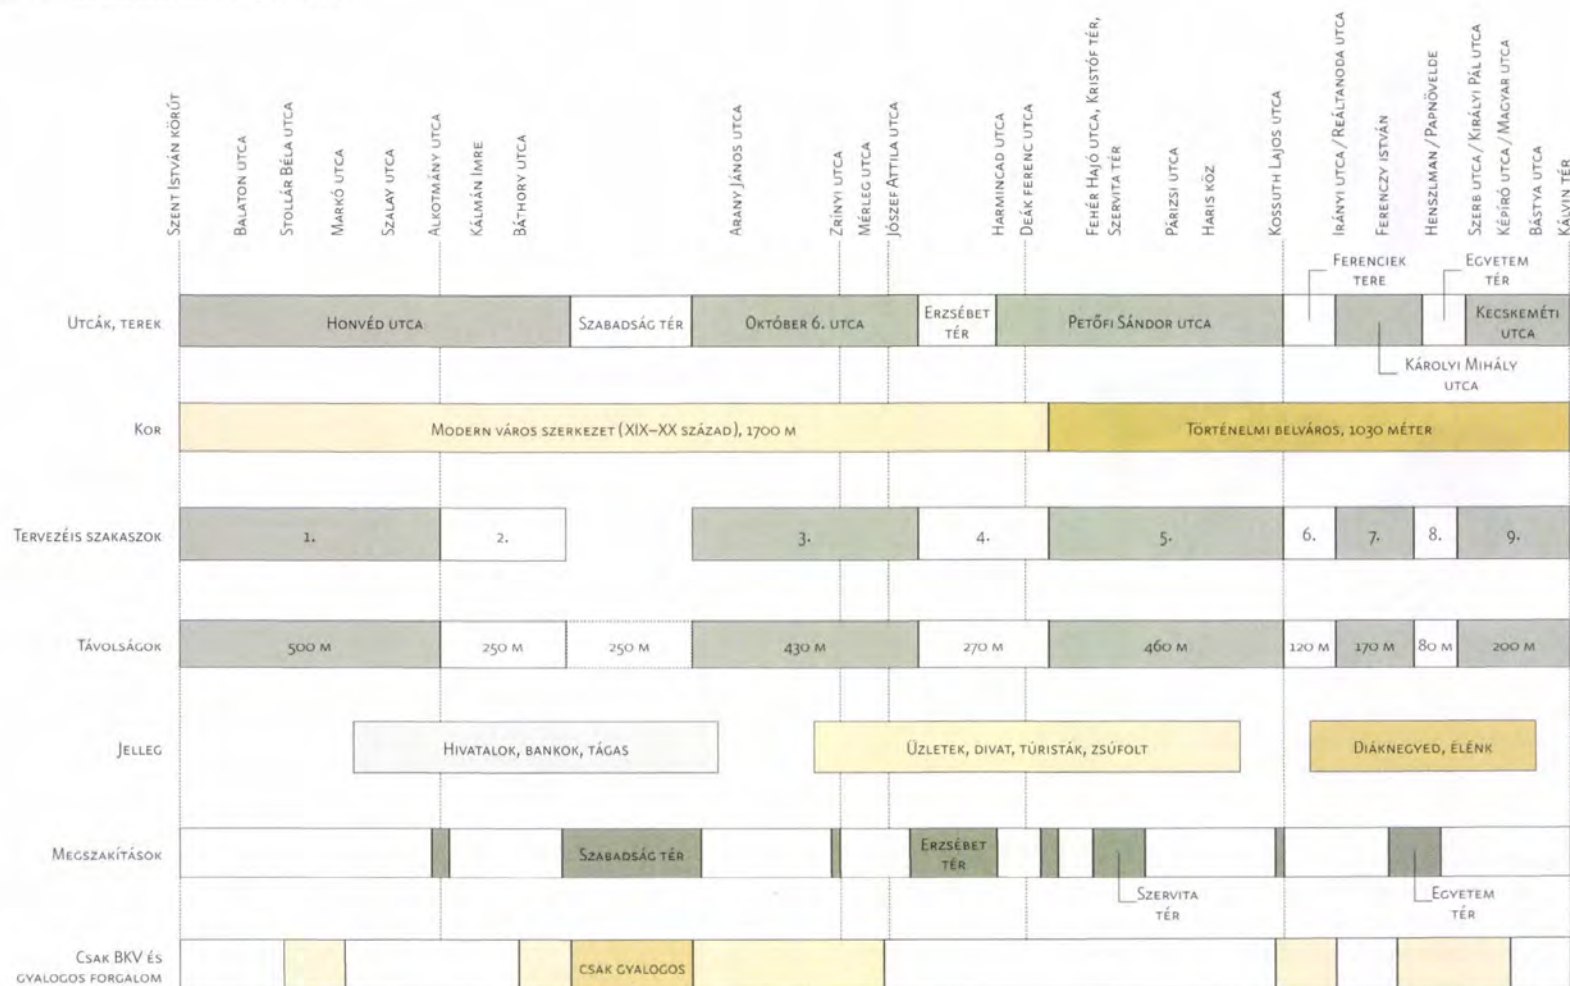 Szent István körút
Balaton utca
Stollár Béla utca
Markó utca
Szalay utca
Alkotmány utca
Kálmán Imre
Báthory utca
Arany János utca
Zrínyi utca
Mérleg utca
József Attila utca
Harmincad utca
Deák Ferenc utca
Fehér Hajó utca, Kristóf tér,
Szervita tér
Párizsi utca
Haris köz
Kossuth Lajos utca
Irányi utca / Reáltanoda utca
Ferenczy István
Henszlman / Papnövelde
Szerb utca / Királyi Pál utca
Képíró utca / Magyar utca
Bástya utca
Kálvin tér
Utcák, terek
Honvéd utca
Szabadság tér
Október 6. utca
Erzsébet
tér
Petőfi Sándor utca
Ferenciek
tere
Károlyi Mihály
utca
Egyetem
tér
Kecskeméti
utca
Kor
Modern város szerkezet (XIX–XX század), 1700 m
Történelmi belváros, 1030 méter
Tervezéis szakaszok
1.
2.
3.
4.
5.
6.
7.
8.
9.
Távolságok
500 m
250 m
250 m
430 m
270 m
460 m
120 m
170 m
80 m
200 m
Jelleg
Hivatalok, bankok, tágas
Üzletek, divat, túristák, zsúfolt
Diáknegyed, élénk
Megszakítások
Szabadság tér
Erzsébet
tér
Szervita
tér
Egyetem
tér
Csak BKV és
gyalogos forgalom
csak gyalogos